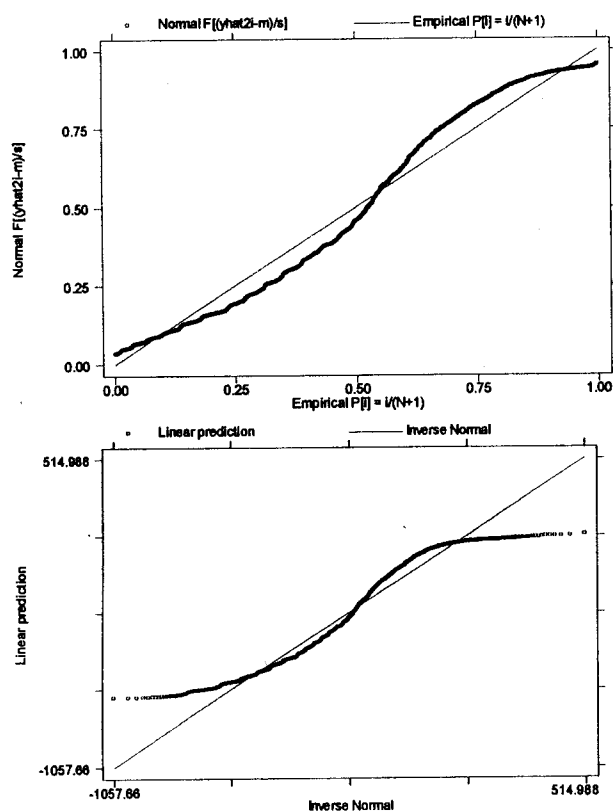 Normal F[(yhat2i-m)/s]
Empirical P[i] = i/(N+1)
1.00
0.75
0.50
0.25
0.00
Normal F[(yhat2i-m)/s]
0.00
0.25
0.50
0.75
1.00
Empirical P[i] = i/(N+1)
Linear prediction
Inverse Normal
514.988
-1057.66
Linear prediction
-1057.66
514.988
Inverse Normal